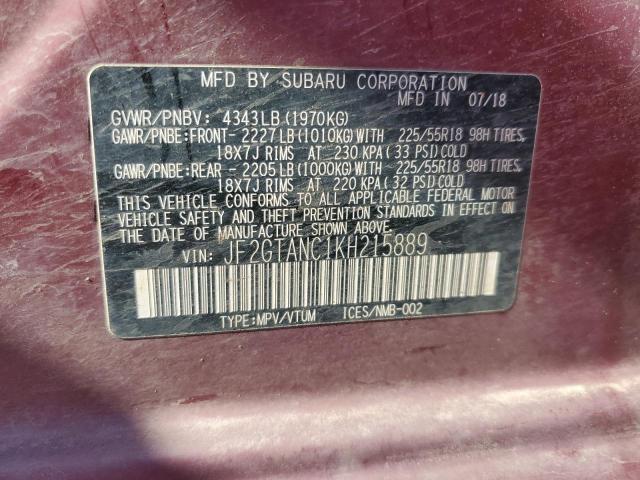 MFD BY SUBARU CORPORATION
MFD IN 07/18
GVWR/PNBV: 4343LB (1970KG)
GAWR/PNBE:FRONT- 2227LB(1010KG)WITH 225/55R18 98H TIRES,
18X7J RIMS AT 230 KPA (33 PSI)COLD
GAWR/PNBE:REAR - 2205LB(1000KG)WITH 225/55R18 98H TIRES,
18X7J RIMS AT 220 KPA (32 PSI)COLD
THIS VEHICLE CONFORMS TO ALL APPLICABLE FEDERAL MOTOR
VEHICLE SAFETY AND THEFT PREVENTION STANDARDS IN EFFECT ON
THE DATE OF MANUFACTURE SHOWN ABOVE.
VIN: JF2GTANC1KH215889
TYPE:MPV/VTUM ICES/NMB-002